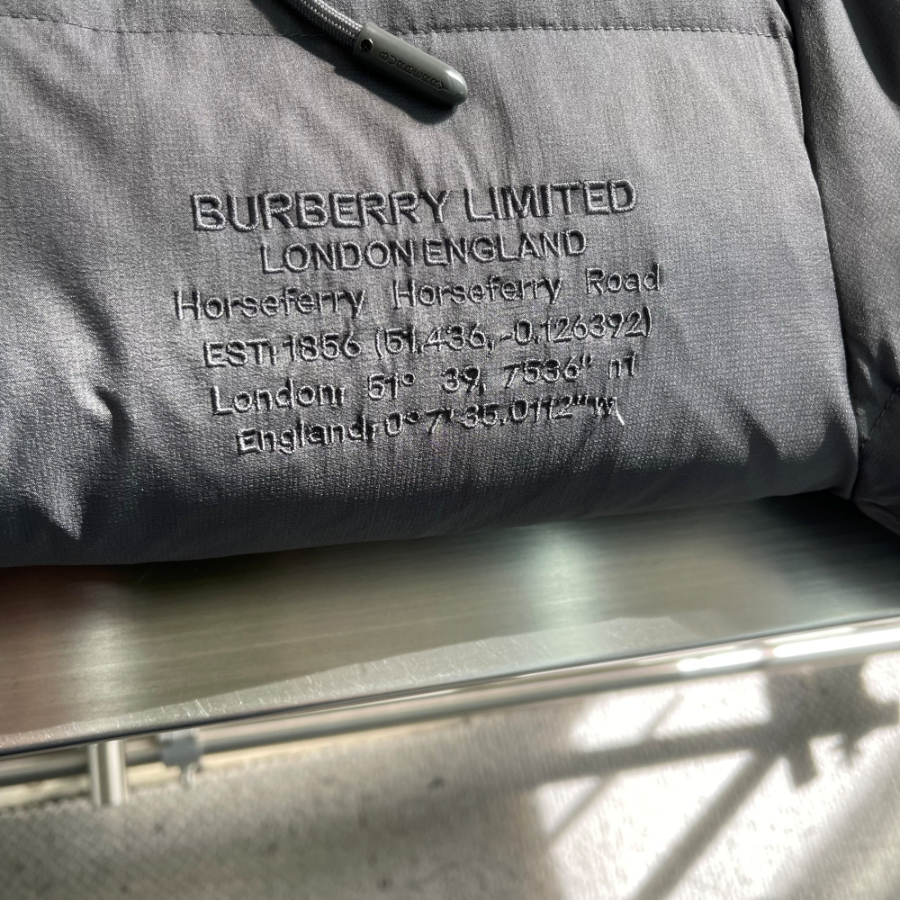 BURBERRY LIMITED
LONDON ENGLAND
Horseferry Horseferry Road
EST: 1856 (51.436,-0.126392)
London: 51° 39, 7536" n1
England: 0° 7' 35.0112"w